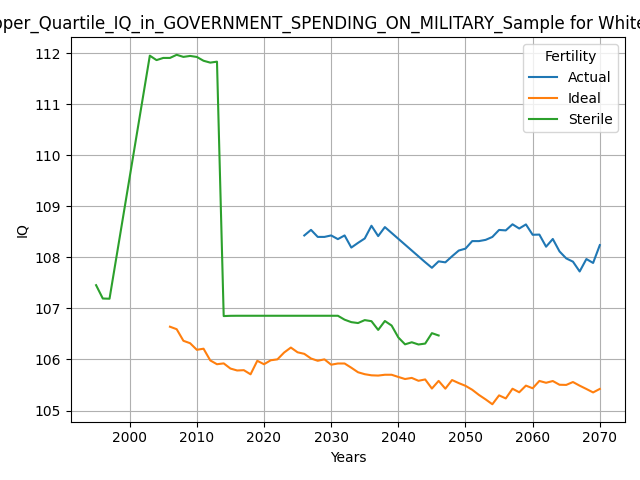 pper_Quartile_IQ_in_GOVERNMENT_SPENDING_ON_MILITARY_Sample for White
112
111
110
109
108
107
106
105
IQ
Fertility
Actual
Ideal
Sterile
2000
2010
2020
2030
2040
2050
2060
2070
Years